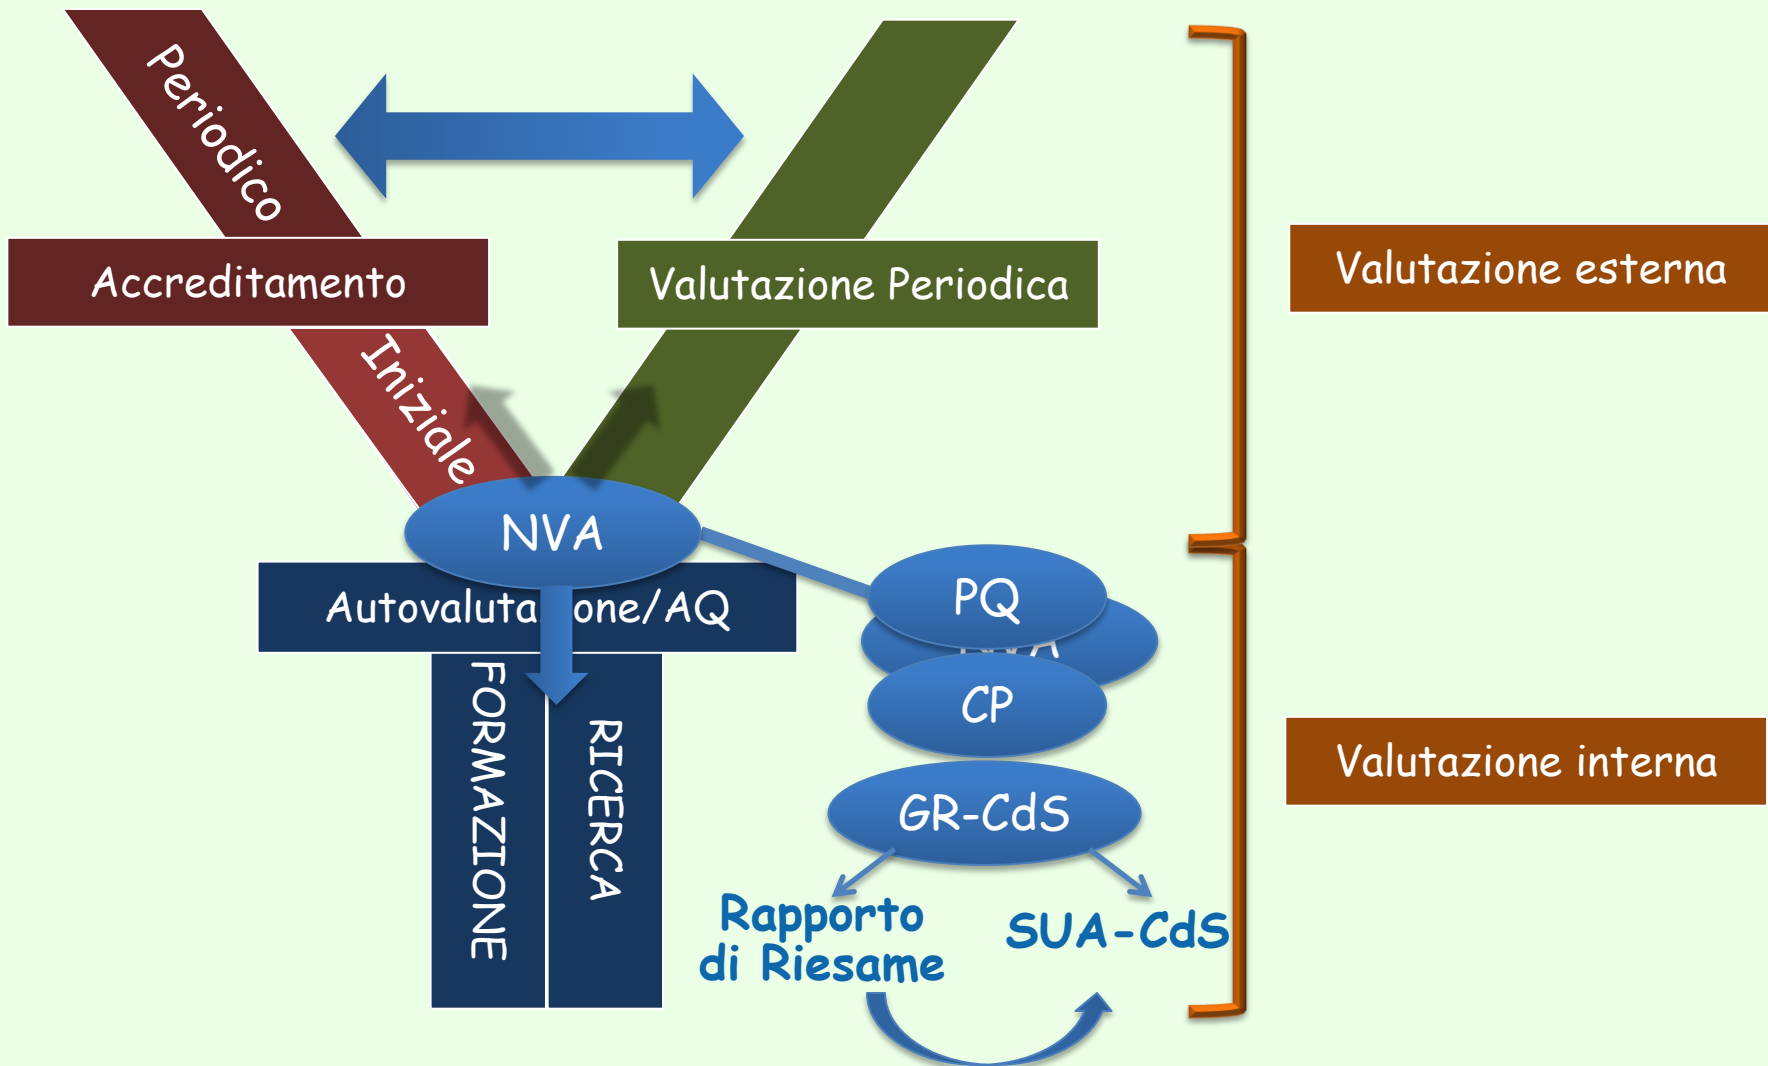 Periodico
Accreditamento
Valutazione Periodica
Valutazione esterna
Iniziale
NVA
Autovaluta one/AQ
PQ
CP
FORMAZIONE
RICERCA
Valutazione interna
GR-CdS
Rapporto
di Riesame
SUA-CdS